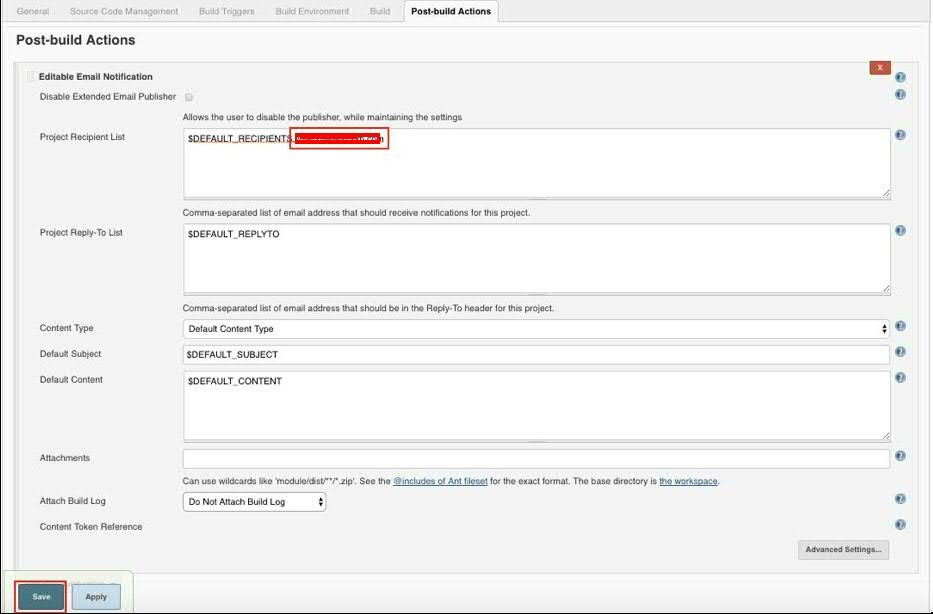 General Source Code Management Build Triggers Build Environment Build Post-build Actions
Post-build Actions
X
Editable Email Notification
Disable Extended Email Publisher
Allows the user to disable the publisher, while maintaining the settings
Project Recipient List
$DEFAULT_RECIPIENTS,
Comma-separated list of email address that should receive notifications for this project.
Project Reply-To List
$DEFAULT_REPLYTO
Comma-separated list of email address that should be in the Reply-To header for this project.
Content Type
Default Content Type
Default Subject
$DEFAULT_SUBJECT
Default Content
$DEFAULT_CONTENT
Attachments
Can use wildcards like 'module/dist/**/*.zip'. See the @includes of Ant fileset for the exact format. The base directory is the workspace.
Attach Build Log
Do Not Attach Build Log
Content Token Reference
Advanced Settings...
Save Apply